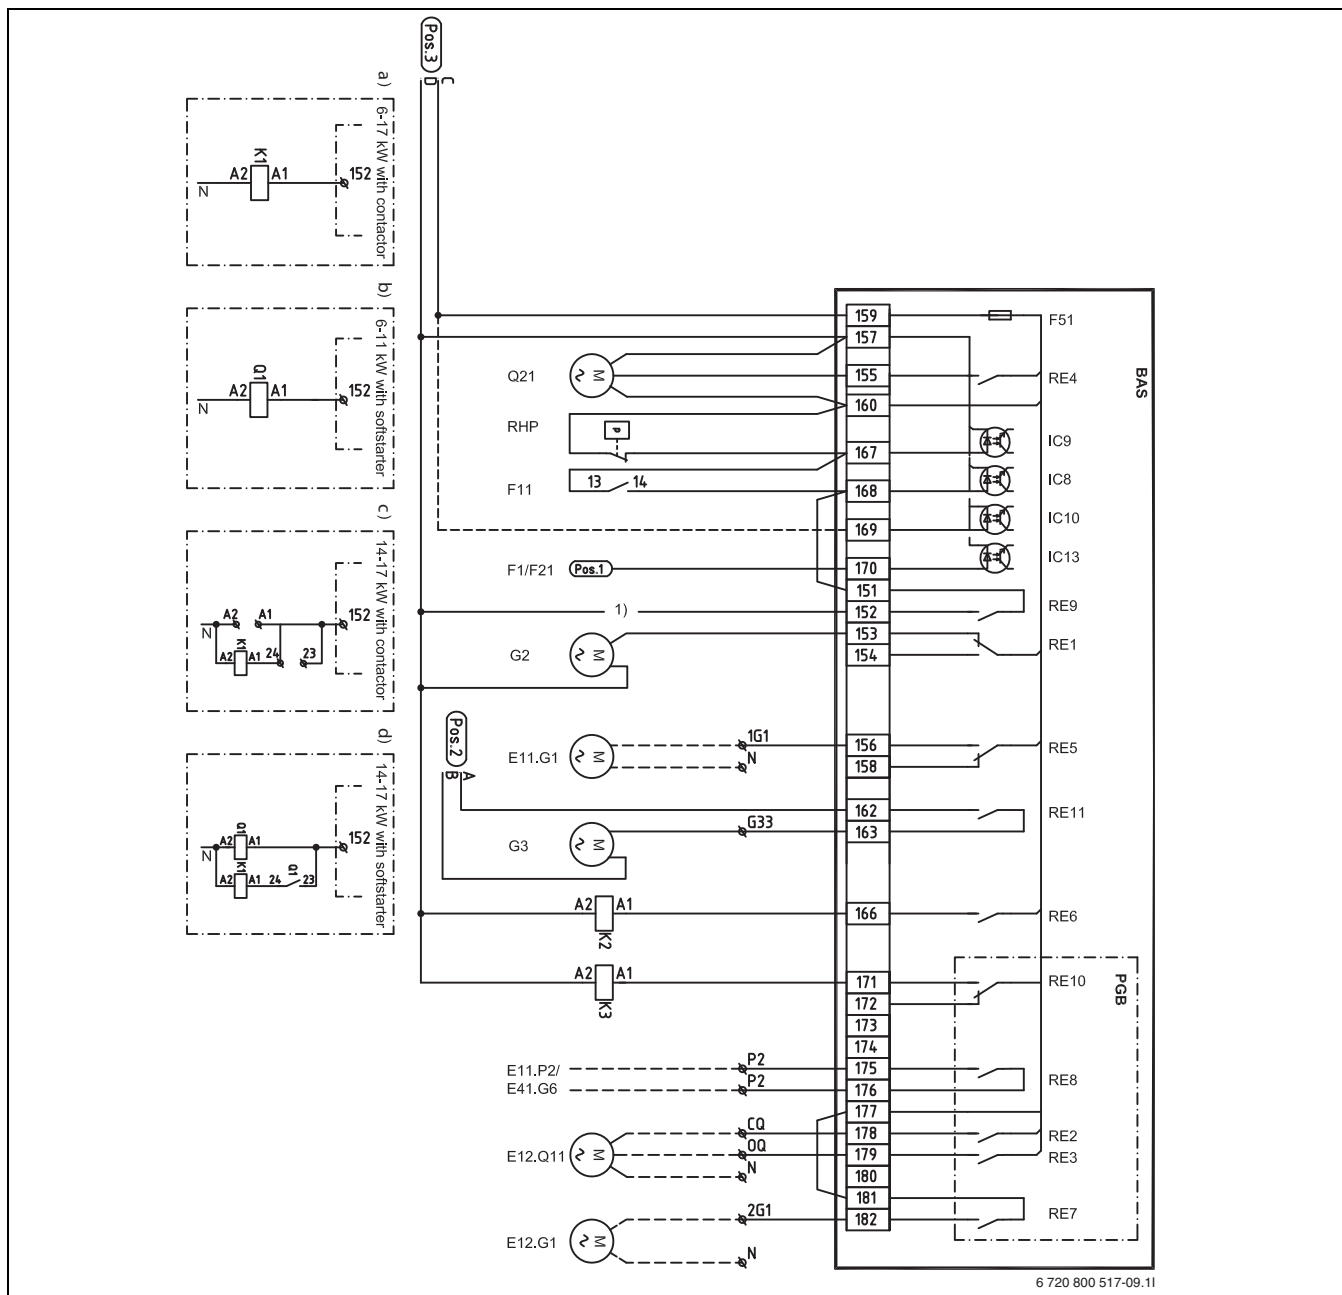 Pos.3
D C
a) 6-17 kW with contactor
K1
A2 A1
152
N
b) 6-11 kW with softstarter
Q1
A2 A1
152
N
c) 14-17 kW with contactor
A2 A1
152
N
K1
A2 A1 24 23
d) 14-17 kW with softstarter
Q1
A2 A1
152
N
K1
Q1
A2 A1 24 23
BAS
159 F51
157
Q21 M ~ 155 RE4
160
RHP P IC9
167
F11 13 14 168 IC8
169 IC10
F1/F21 Pos.1 170 IC13
151
1) 152 RE9
153 RE1
G2 M ~ 154
Pos.2
B A
E11.G1 M ~ 1G1 156 RE5
N 158
162 RE11
G33 163
G3 M ~
A2 A1 166 RE6
K2
PGB
A2 A1 171 RE10
K3 172
173
174
E11.P2/ P2 175 RE8
E41.G6 P2 176
177
CQ 178 RE2
E12.Q11 M ~ OQ 179 RE3
N 180
181
2G1 182 RE7
E12.G1 M ~
N
6 720 800 517-09.1I